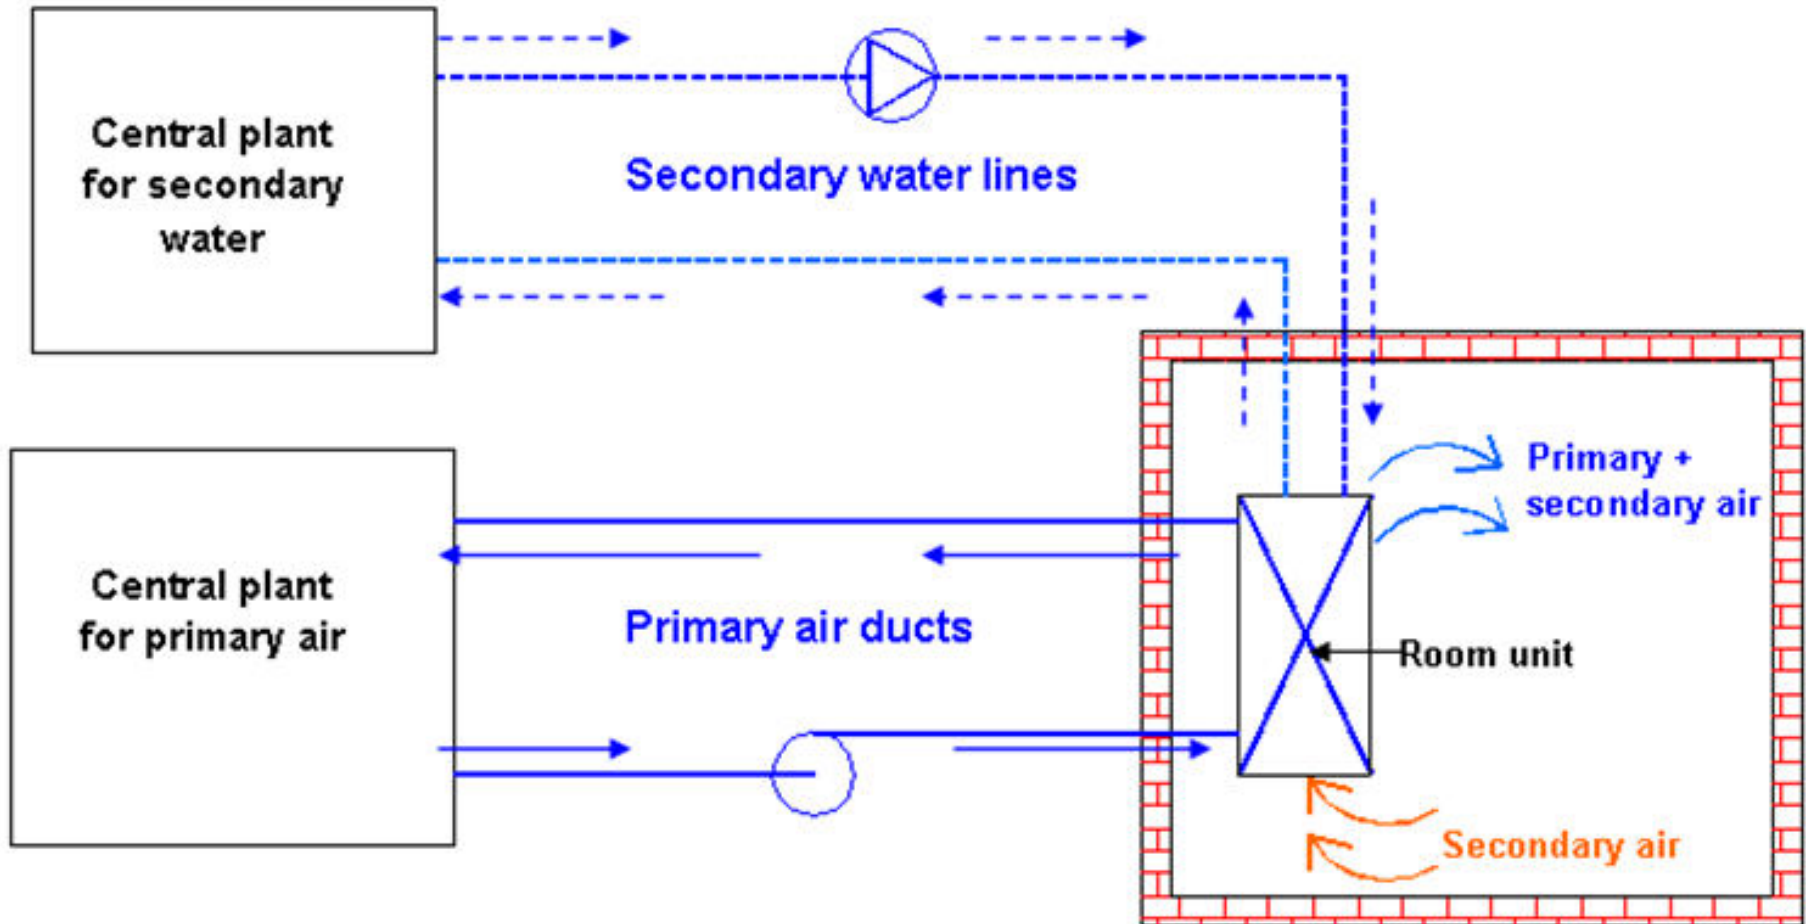 Central plant
for secondary
water
Secondary water lines
Primary +
secondary air
Central plant
for primary air
Primary air ducts
Room unit
Secondary air